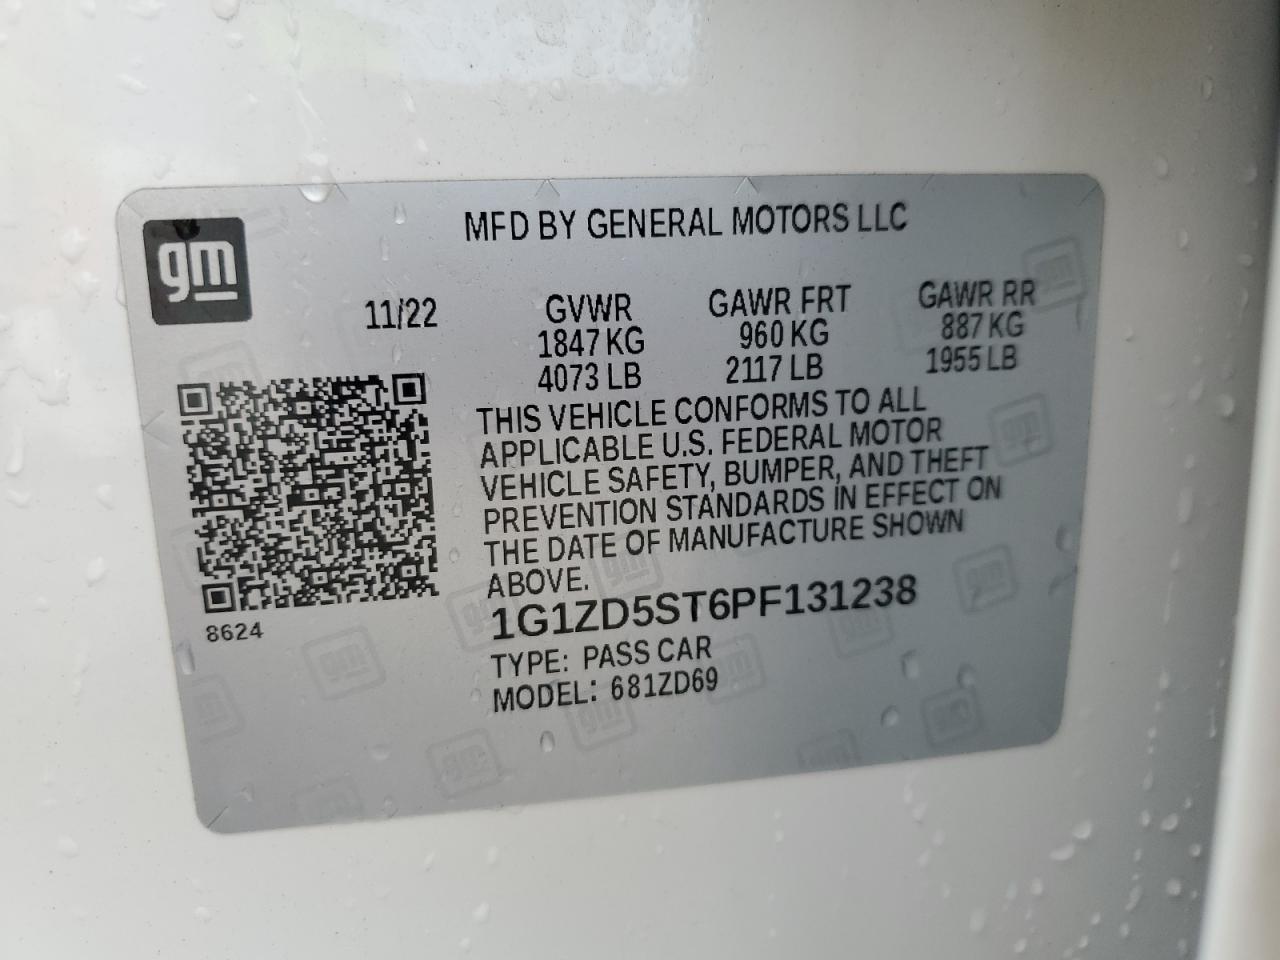 gm
MFD BY GENERAL MOTORS LLC
11/22
GVWR
1847 KG
4073 LB
GAWR FRT
960 KG
2117 LB
GAWR RR
887 KG
1955 LB
THIS VEHICLE CONFORMS TO ALL
APPLICABLE U.S. FEDERAL MOTOR
VEHICLE SAFETY, BUMPER, AND THEFT
PREVENTION STANDARDS IN EFFECT ON
THE DATE OF MANUFACTURE SHOWN
ABOVE.
1G1ZD5ST6PF131238
8624
TYPE: PASS CAR
MODEL: 681ZD69